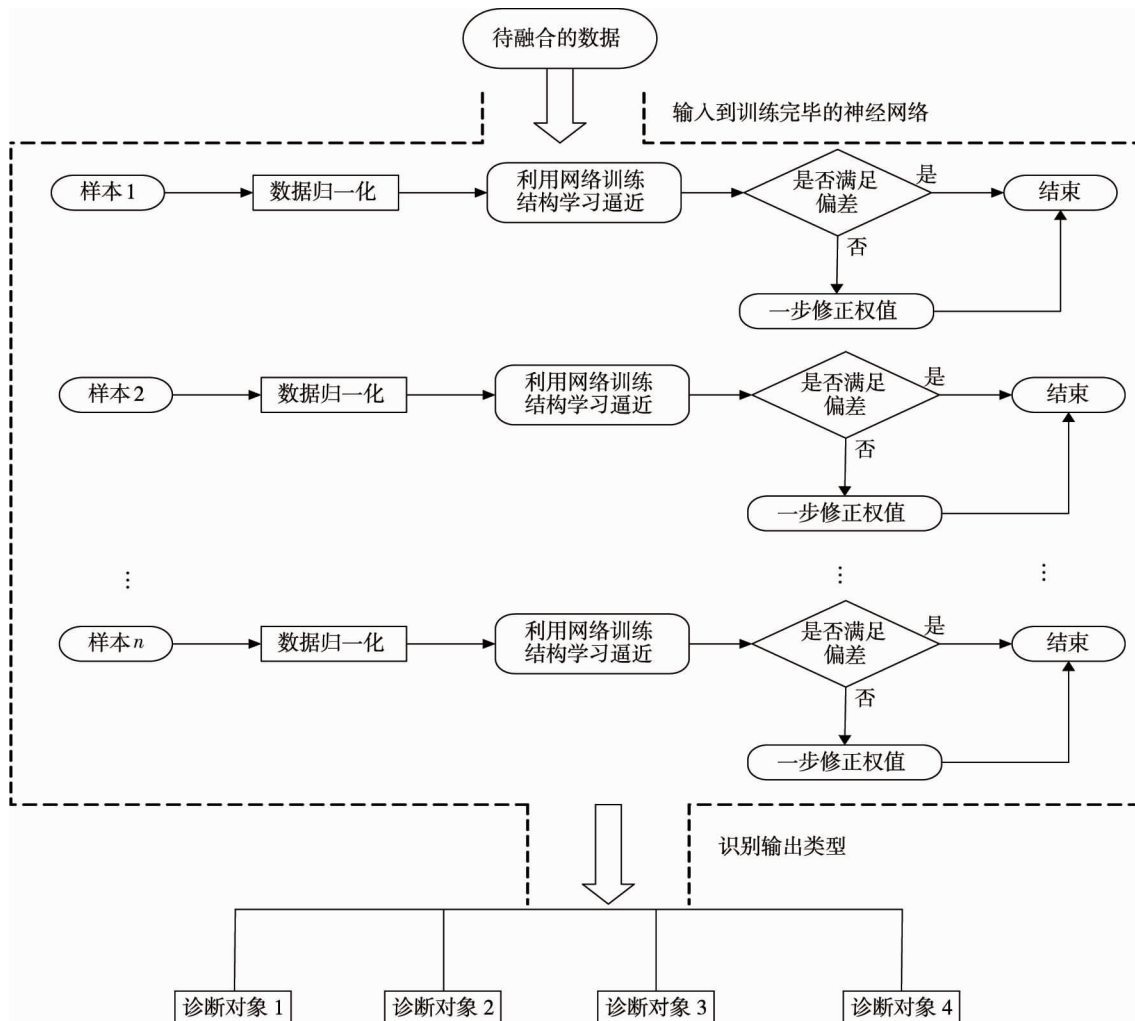 待融合的数据
输入到训练完毕的神经网络
样本1
数据归一化
利用网络训练
结构学习逼近
是否满足
偏差
是
结束
否
一步修正权值
样本2
数据归一化
利用网络训练
结构学习逼近
是否满足
偏差
是
结束
否
一步修正权值
⋮
⋮
⋮
样本n
数据归一化
利用网络训练
结构学习逼近
是否满足
偏差
是
结束
否
一步修正权值
识别输出类型
诊断对象1
诊断对象2
诊断对象3
诊断对象4